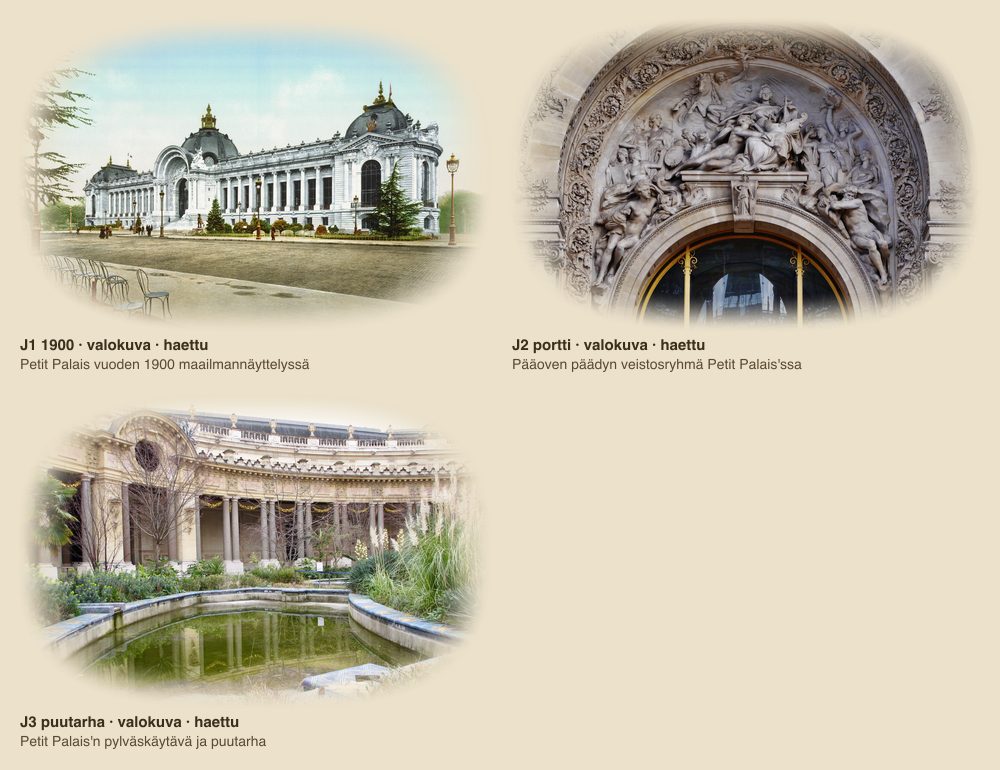 J1 1900 · valokuva · haettu
Petit Palais vuoden 1900 maailmannäyttelyssä
J2 portti · valokuva · haettu
Pääoven päädyn veistosryhmä Petit Palais'ssa
J3 puutarha · valokuva · haettu
Petit Palais'n pylväskäytävä ja puutarha